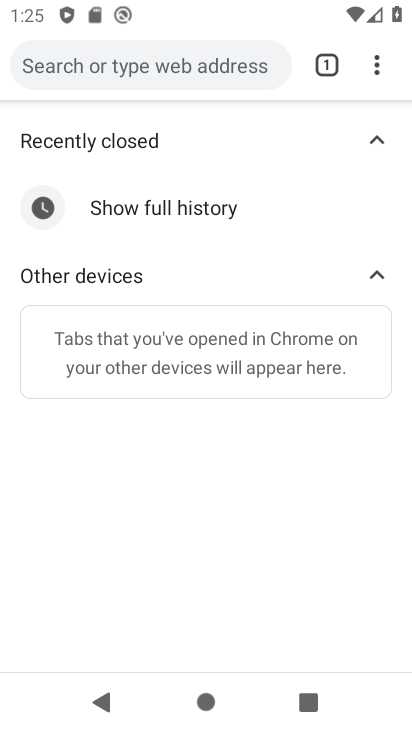 1:25
Search or type web address
1
Recently closed
Show full history
Other devices
Tabs that you've opened in Chrome on
your other devices will appear here.